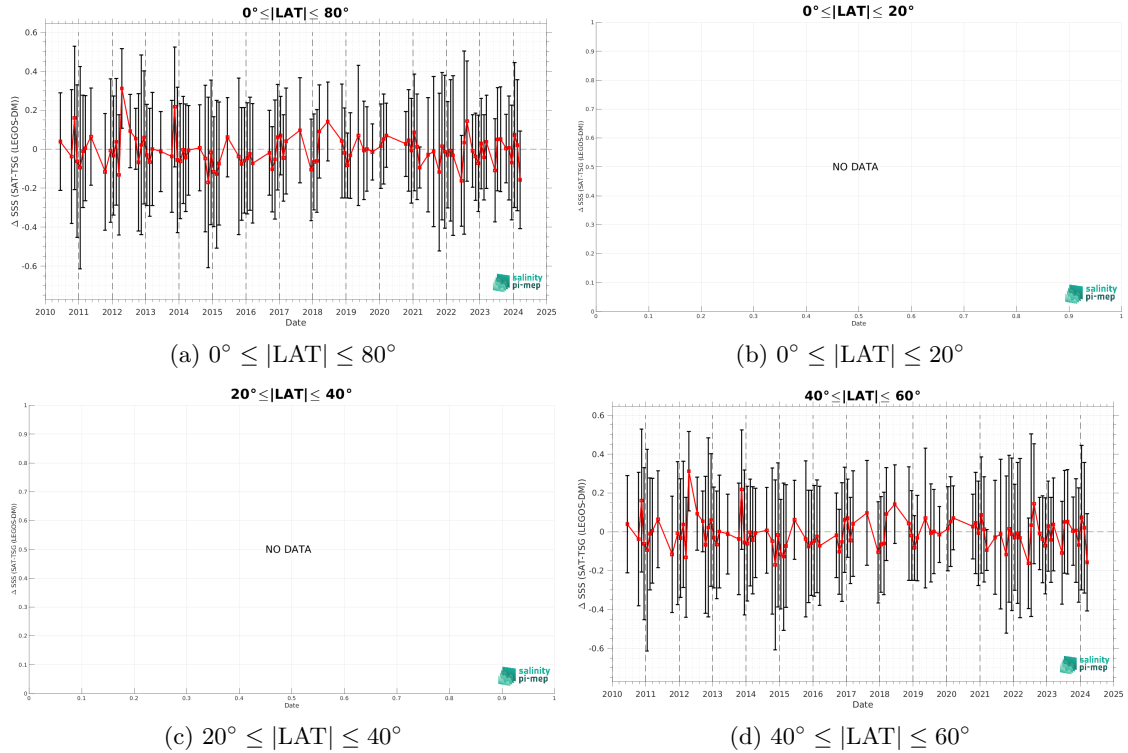 0°≤|LAT|≤ 80°
Δ SSS (SAT-TSG (LEGOS-DM))
0.6
0.4
0.2
0
-0.2
-0.4
-0.6
2010 2011 2012 2013 2014 2015 2016 2017 2018 2019 2020 2021 2022 2023 2024 2025
Date
salinity
pi-mep
(a) 0° ≤ |LAT| ≤ 80°
0°≤|LAT|≤ 20°
Δ SSS (SAT-TSG (LEGOS-DM))
1
0.9
0.8
0.7
0.6
0.5
0.4
0.3
0.2
0.1
0
NO DATA
0 0.1 0.2 0.3 0.4 0.5 0.6 0.7 0.8 0.9 1
Date
salinity
pi-mep
(b) 0° ≤ |LAT| ≤ 20°
20°≤|LAT|≤ 40°
Δ SSS (SAT-TSG (LEGOS-DM))
1
0.9
0.8
0.7
0.6
0.5
0.4
0.3
0.2
0.1
0
NO DATA
0 0.1 0.2 0.3 0.4 0.5 0.6 0.7 0.8 0.9 1
Date
salinity
pi-mep
(c) 20° ≤ |LAT| ≤ 40°
40°≤|LAT|≤ 60°
Δ SSS (SAT-TSG (LEGOS-DM))
0.6
0.4
0.2
0
-0.2
-0.4
-0.6
2010 2011 2012 2013 2014 2015 2016 2017 2018 2019 2020 2021 2022 2023 2024 2025
Date
salinity
pi-mep
(d) 40° ≤ |LAT| ≤ 60°